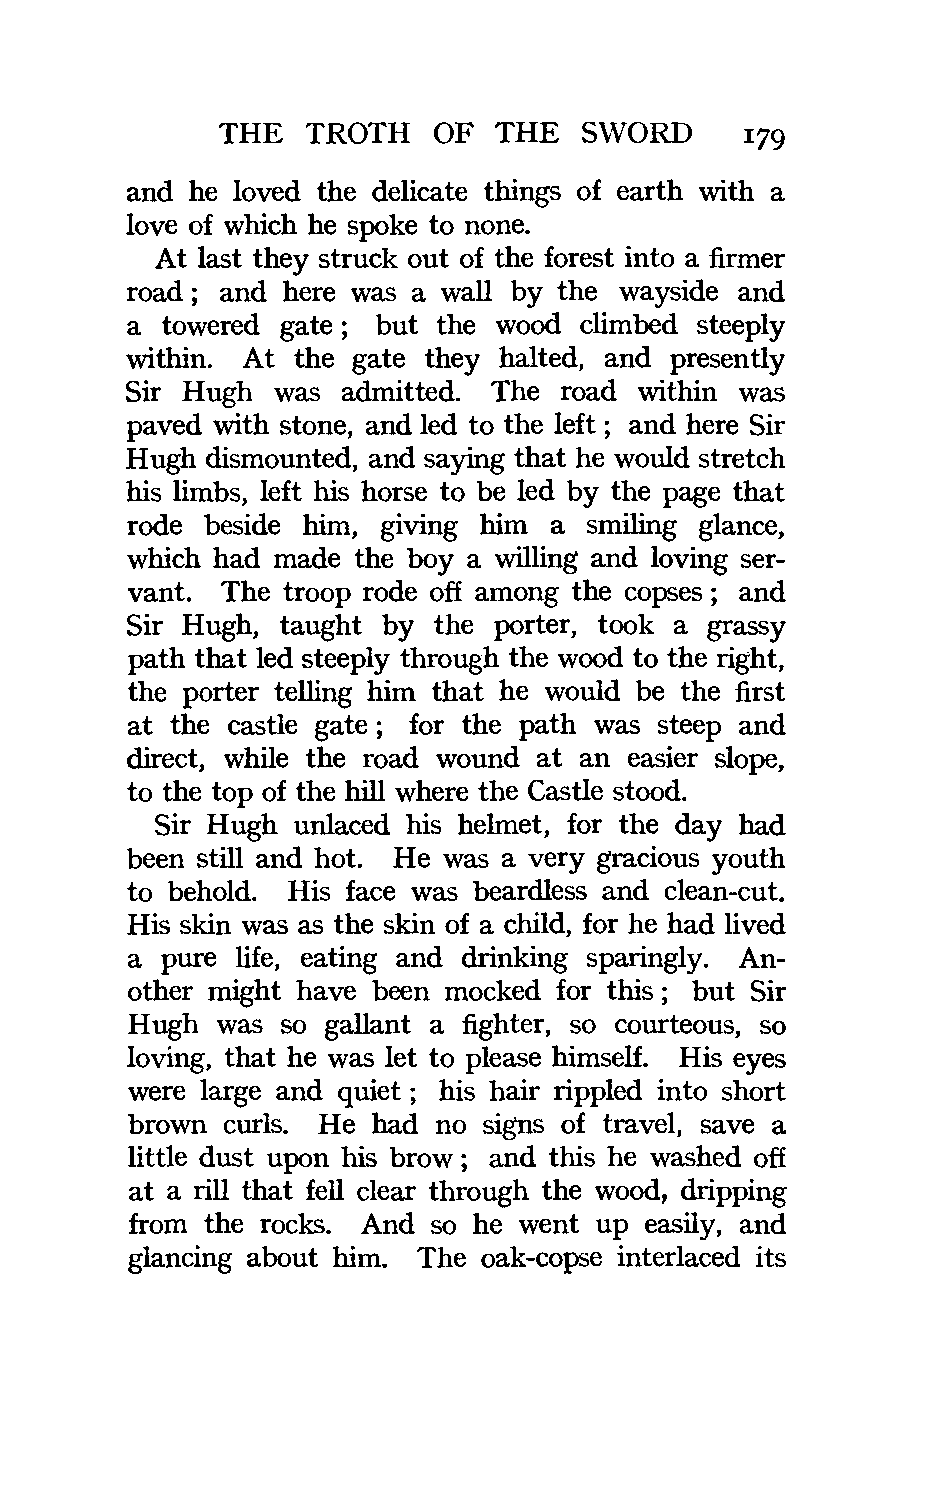 THE TROTH OF THE SWORD 179
and he loved the delicate things of earth with a
love of which he spoke to none.
At last they struck out of the forest into a firmer
road ; and here was a wall by the wayside and
a towered gate ; but the wood climbed steeply
within. At the gate they halted, and presently
Sir Hugh was admitted. The road within was
paved with stone, and led to the left ; and here Sir
Hugh dismounted, and saying that he would stretch
his limbs, left his horse to be led by the page that
rode beside him, giving him a smiling glance,
which had made the boy a willing and loving ser-
vant. The troop rode off among the copses ; and
Sir Hugh, taught by the porter, took a grassy
path that led steeply through the wood to the right,
the porter telling him that he would be the first
at the castle gate ; for the path was steep and
direct, while the road wound at an easier slope,
to the top of the hill where the Castle stood.
Sir Hugh unlaced his helmet, for the day had
been still and hot. He was a very gracious youth
to behold. His face was beardless and clean-cut.
His skin was as the skin of a child, for he had lived
a pure life, eating and drinking sparingly. An-
other might have been mocked for this ; but Sir
Hugh was so gallant a fighter, so courteous, so
loving, that he was let to please himself. His eyes
were large and quiet ; his hair rippled into short
brown curls. He had no signs of travel, save a
little dust upon his brow ; and this he washed off
at a rill that fell clear through the wood, dripping
from the rocks. And so he went up easily, and
glancing about him. The oak-copse interlaced its